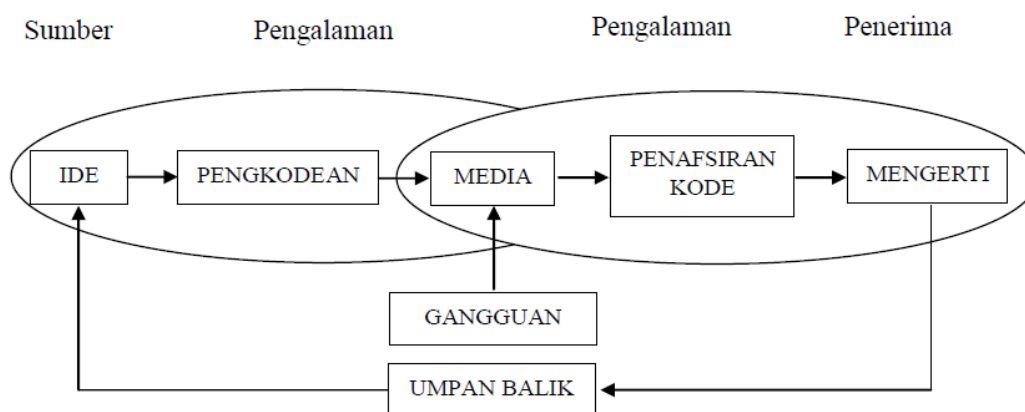 Sumber Pengalaman Pengalaman Penerima
IDE PENGKODEAN MEDIA PENAFSIRAN KODE MENGERTI
GANGGUAN
UMPAN BALIK